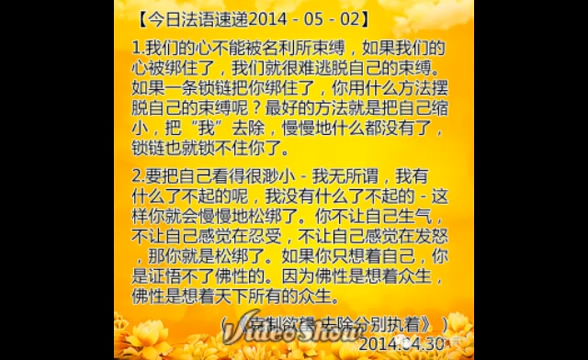 【今日法语速递2014－05－02】
1.我们的心不能被名利所束缚，如果我们的
心被绑住了，我们就很难逃脱自己的束缚。
如果一条锁链把你绑住了，你用什么方法摆
脱自己的束缚呢？最好的方法就是把自己缩
小，把“我”去除，慢慢地什么都没有了，
锁链也就锁不住你了。
2.要把自己看得很渺小－我无所谓，我有
什么了不起的呢，我没有什么了不起的－这
样你就会慢慢地松绑了。你不让自己生气，
不让自己感觉在忍受，不让自己感觉在发怒
，那你就是松绑了。如果你只想着自己，你
是证悟不了佛性的。因为佛性是想着众生，
佛性是想着天下所有的众生。
（《克制欲望 去除分别执着》）
VideoShow
2014.04.30